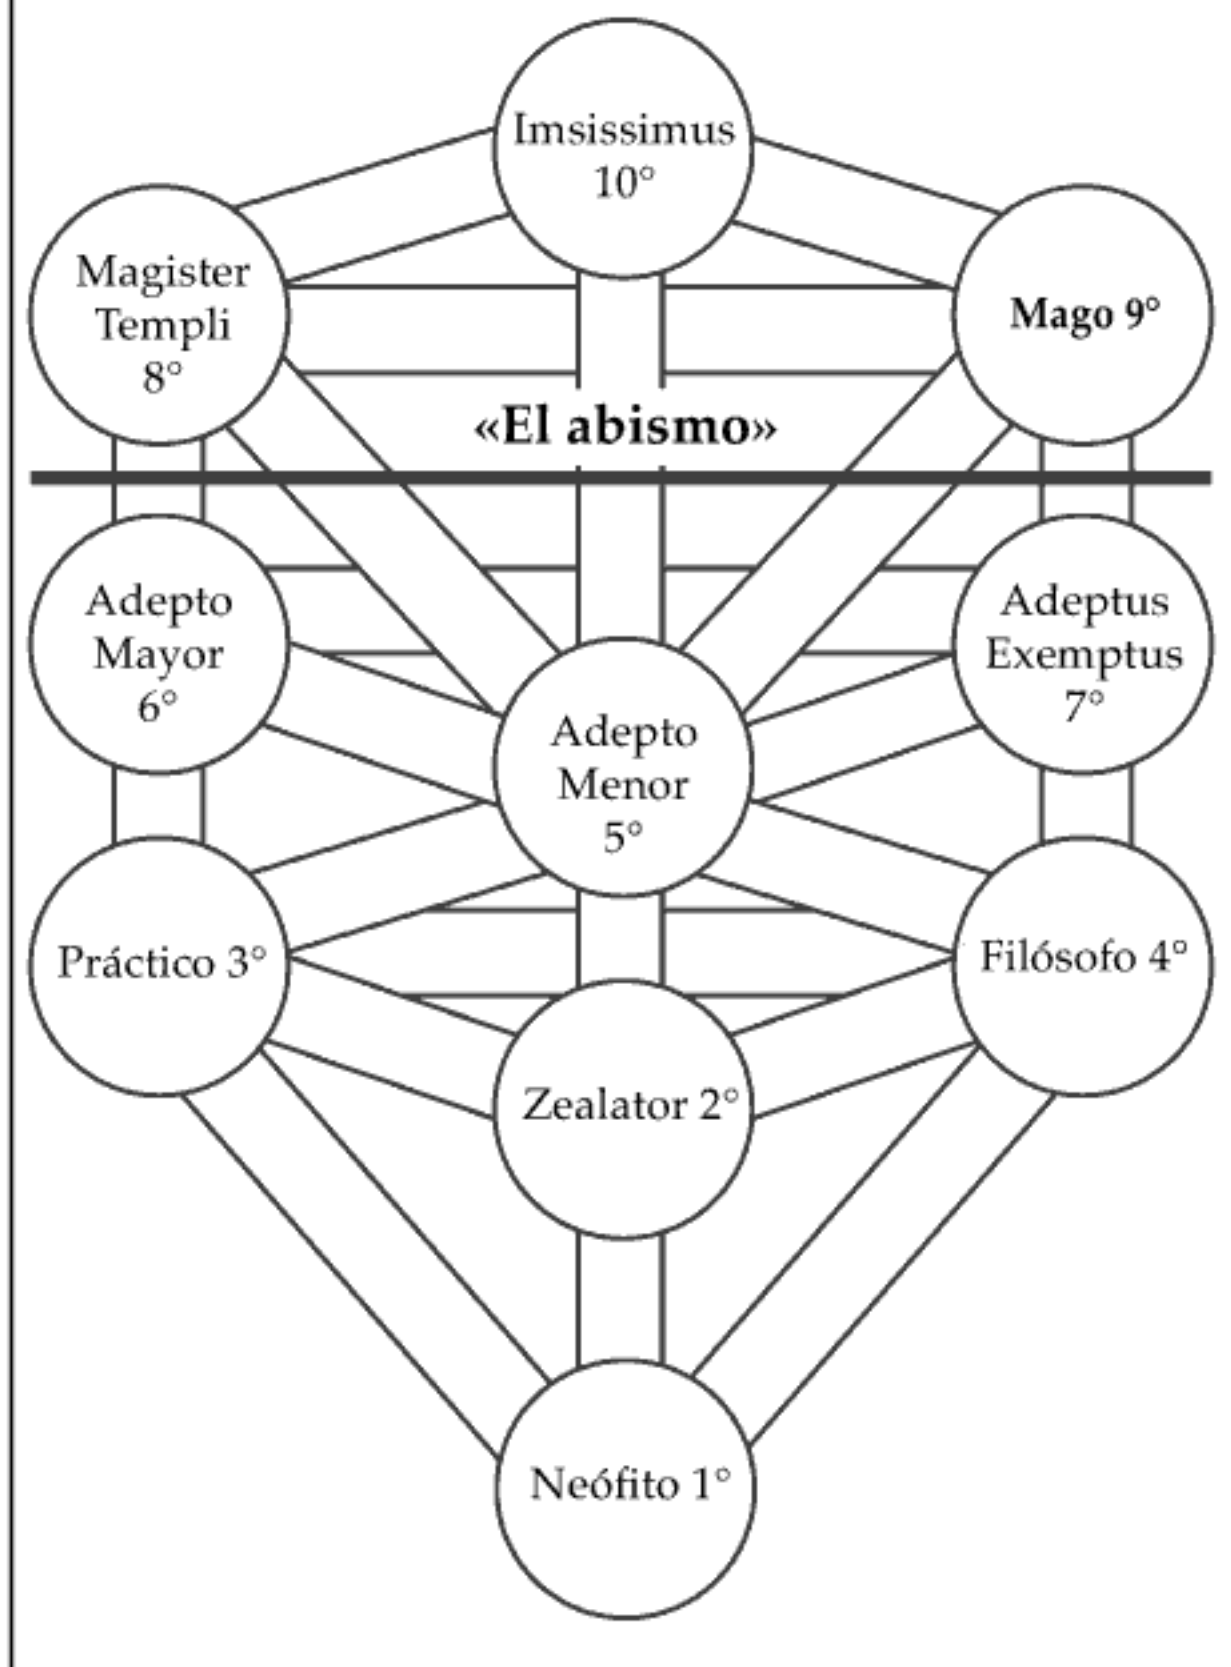 Imsissimus
10°
Magister
Templi
8°
Mago 9°
«El abismo»
Adepto
Mayor
6°
Adeptus
Exemptus
7°
Adepto
Menor
5°
Práctico 3°
Filósofo 4°
Zealator 2°
Neófito 1°